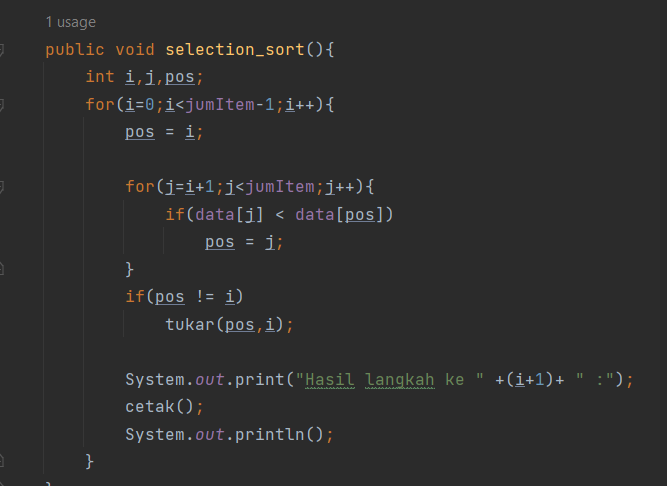 1 usage
public void selection_sort(){
int i,j,pos;
for(i=0;i<jumItem-1;i++){
pos = i;
for(j=i+1;j<jumItem;j++){
if(data[j] < data[pos])
pos = j;
}
if(pos != i)
tukar(pos,i);
System.out.print("Hasil langkah ke " +(i+1)+ " :");
cetak();
System.out.println();
}